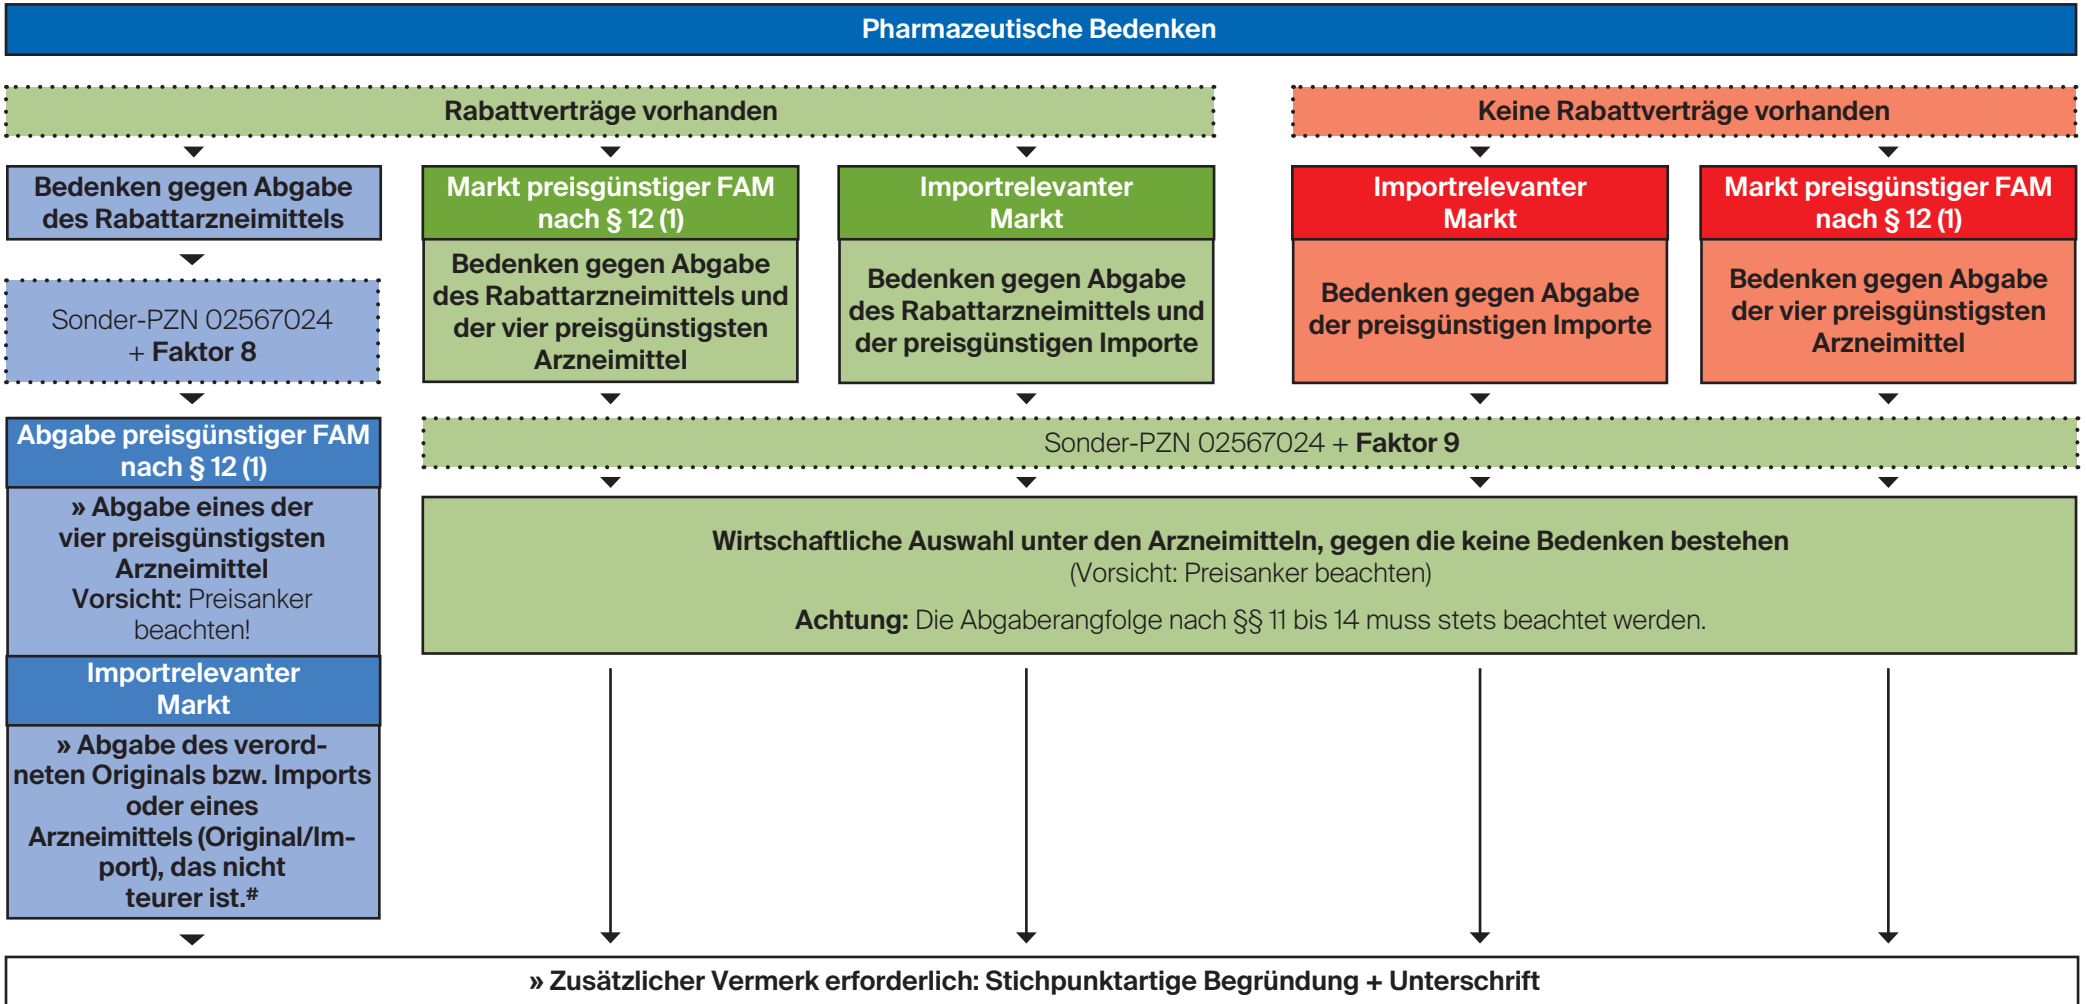 Pharmazeutische Bedenken
Rabattverträge vorhanden
Keine Rabattverträge vorhanden
Bedenken gegen Abgabe
des Rabattarzneimittels
Sonder-PZN 02567024
+ Faktor 8
Abgabe preisgünstiger FAM
nach § 12 (1)
» Abgabe eines der
vier preisgünstigsten
Arzneimittel
Vorsicht: Preisanker
beachten!
Importrelevanter
Markt
» Abgabe des verord-
neten Originals bzw. Imports
oder eines
Arzneimittels (Original/Im-
port), das nicht
teurer ist.#
Markt preisgünstiger FAM
nach § 12 (1)
Bedenken gegen Abgabe
des Rabattarzneimittels und
der vier preisgünstigsten
Arzneimittel
Importrelevanter
Markt
Bedenken gegen Abgabe
des Rabattarzneimittels und
der preisgünstigen Importe
Importrelevanter
Markt
Bedenken gegen Abgabe
der preisgünstigen Importe
Markt preisgünstiger FAM
nach § 12 (1)
Bedenken gegen Abgabe
der vier preisgünstigsten
Arzneimittel
Sonder-PZN 02567024 + Faktor 9
Wirtschaftliche Auswahl unter den Arzneimitteln, gegen die keine Bedenken bestehen
(Vorsicht: Preisanker beachten)
Achtung: Die Abgaberangfolge nach §§ 11 bis 14 muss stets beachtet werden.
» Zusätzlicher Vermerk erforderlich: Stichpunktartige Begründung + Unterschrift